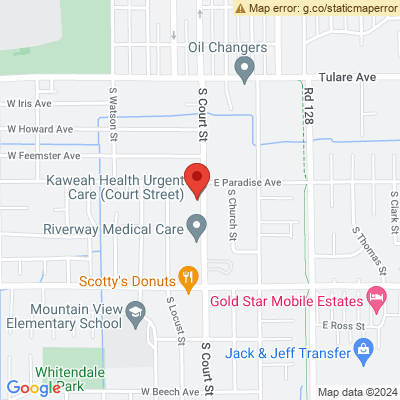 Map error: g.co/staticmaperror
Oil Changers
Tulare Ave
W Iris Ave
S Watson St
S Court St
Rd 128
W Howard Ave
W Feemster Ave
Kaweah Health Urgent
Care (Court Street)
E Paradise Ave
S Church St
S Clark St
Riverway Medical Care
S Thomas St
Scotty's Donuts
Gold Star Mobile Estates
Mountain View
Elementary School
S Locust St
E Ross St
S Court St
Jack & Jeff Transfer
Whitendale
Park
Google
W Beech Ave
Map data ©2024